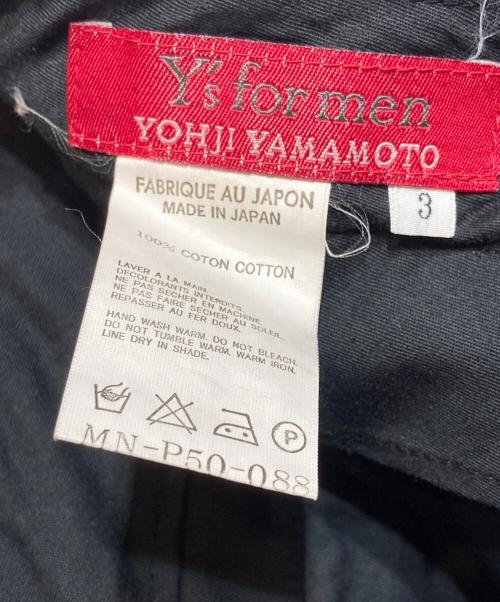 Y's for men
YOHJI YAMAMOTO
3
FABRIQUE AU JAPON
MADE IN JAPAN
100% COTON COTTON
LAVER A LA MAIN
DECOLORANTS INTERDITS
NE PAS SECHER EN MACHINE
NE PAS FAIRE SECHER AU SOLEIL
REPASSER AU FER DOUX.
HAND WASH WARM. DO NOT BLEACH.
DO NOT TUMBLE WARM. WARM IRON.
LINE DRY IN SHADE.
P
MN-P50-088